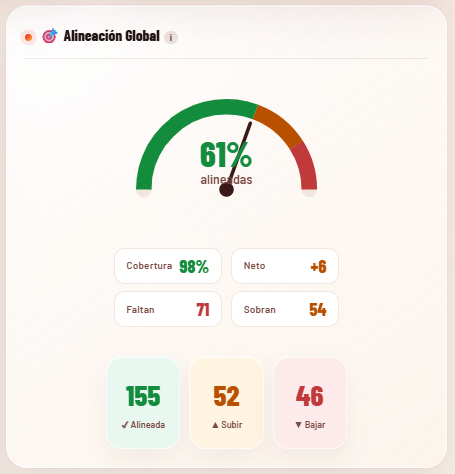 Alineación Global i
61%
alineadas
Cobertura 98% Neto +6
Faltan 71 Sobran 54
155 52 46
✓ Alineada ▲ Subir ▼ Bajar